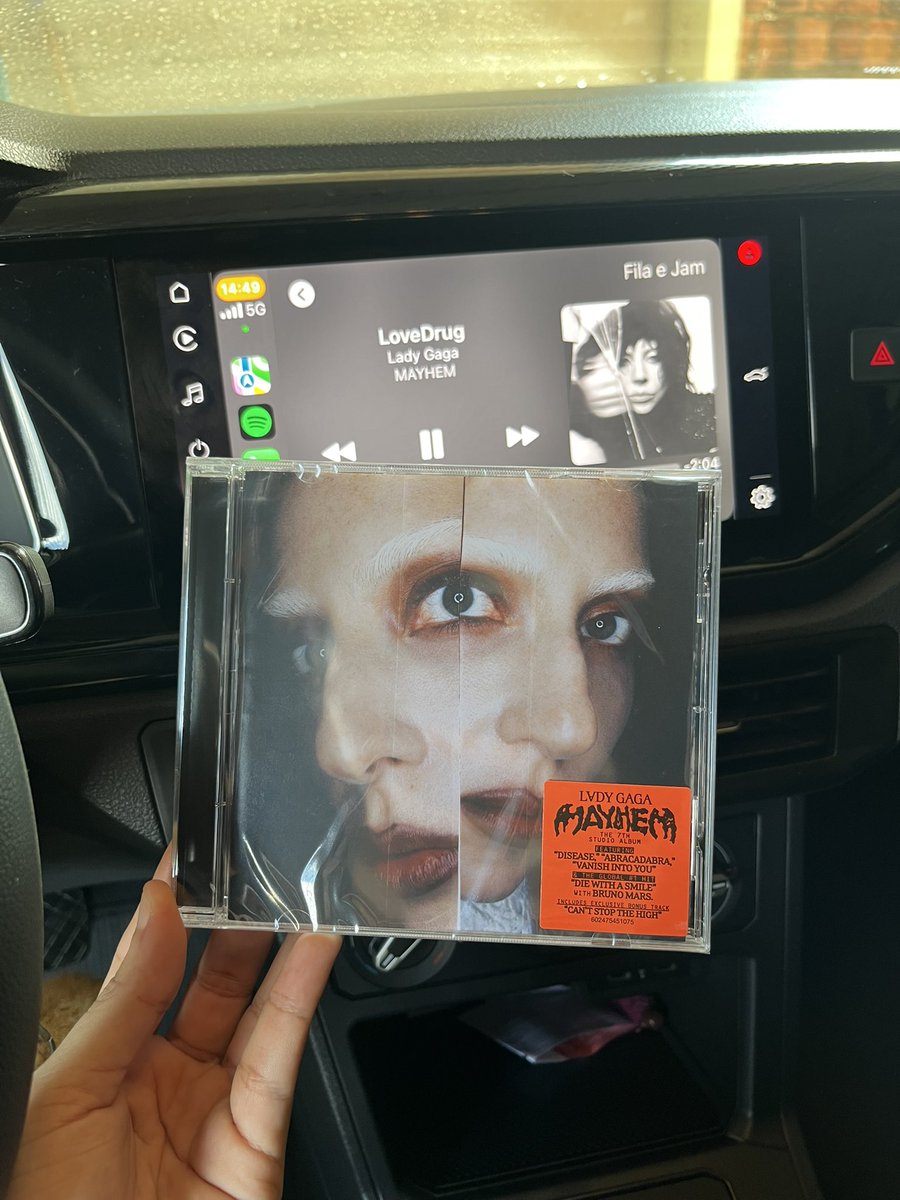 14:49
5G
Fila e Jam
LoveDrug
Lady Gaga
MAYHEM
-2:04
LADY GAGA
MAYHEM
THE 7TH
STUDIO ALBUM
FEATURING
"DISEASE," "ABRACADABRA,"
"VANISH INTO YOU"
& THE GLOBAL #1 HIT
"DIE WITH A SMILE"
WITH BRUNO MARS.
INCLUDES EXCLUSIVE BONUS TRACK
"CAN'T STOP THE HIGH"
602475451075